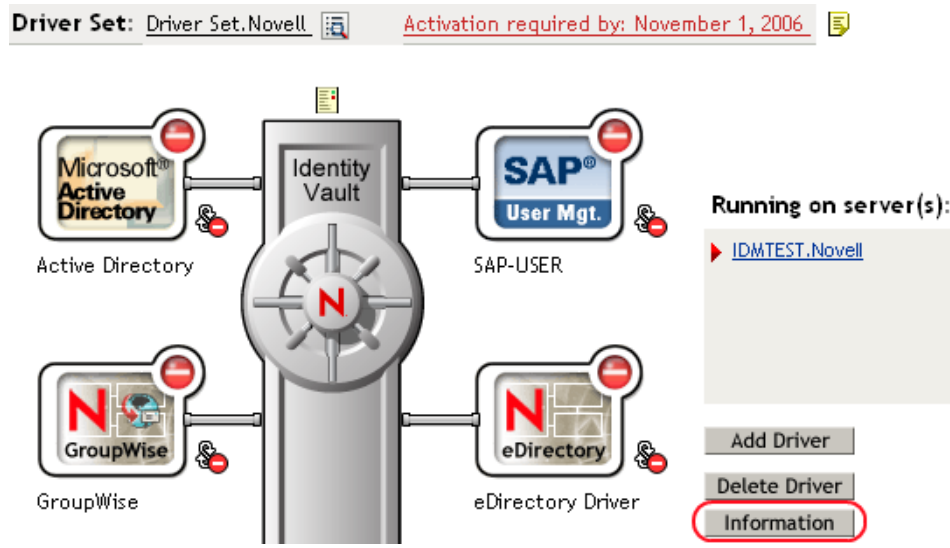 Driver Set: Driver Set.Novell Activation required by: November 1, 2006
Microsoft®
Active
Directory
Active Directory
Identity
Vault
N
SAP®
User Mgt.
SAP-USER
Running on server(s):
IDMTEST.Novell
N
GroupWise
GroupWise
N
eDirectory
eDirectory Driver
Add Driver
Delete Driver
Information